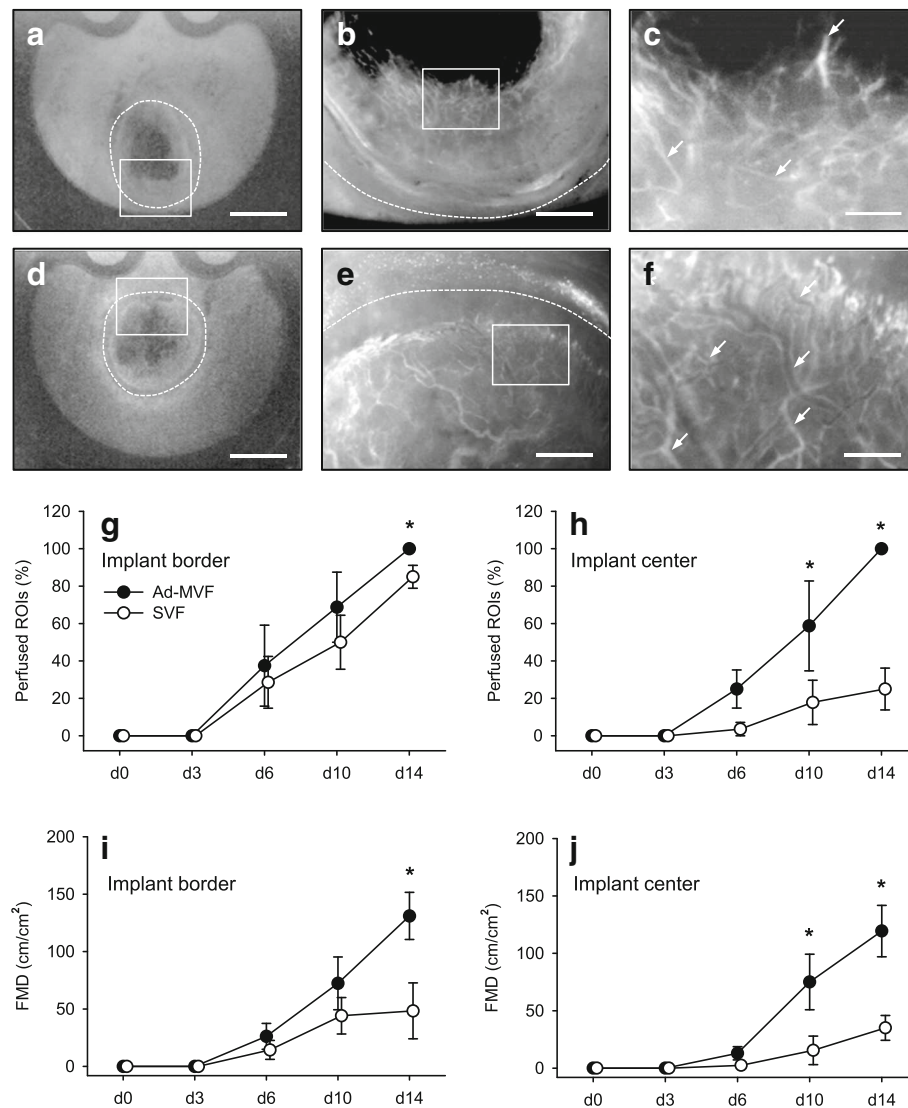 a
b
c
d
e
f
g
Implant border
Ad-MVF
SVF
Perfused ROIs (%)
120
100
80
60
40
20
0
d0 d3 d6 d10 d14
*
h
Implant center
Perfused ROIs (%)
120
100
80
60
40
20
0
d0 d3 d6 d10 d14
* *
i
Implant border
FMD (cm/cm²)
200
150
100
50
0
d0 d3 d6 d10 d14
*
j
Implant center
FMD (cm/cm²)
200
150
100
50
0
d0 d3 d6 d10 d14
* *